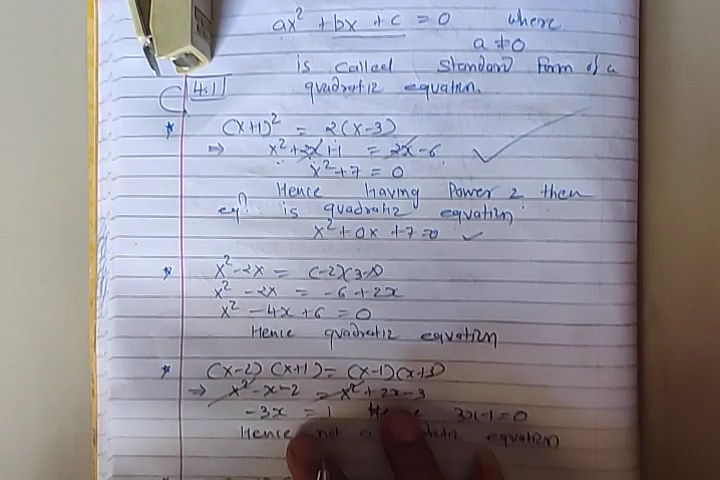 ax² + bx + c = 0 where
a ≠ 0
is called standard form of a
4.1 quadratic equation.
* (x+1)² = 2(x-3)
⇒ x²+2x+1 = 2x-6 ✓
x²+7 = 0
Hence having Power 2 then
eqⁿ is quadratic equation
x²+0x+7=0 ✓
* x²-2x = (-2)(3-x)
x²-2x = -6+2x
x²-4x+6=0
Hence quadratic equation
* (x-2)(x+1) = (x-1)(x+3)
⇒ x²-x-2 = x²+2x-3
-3x = 1 3x-1=0
Hence not a equation